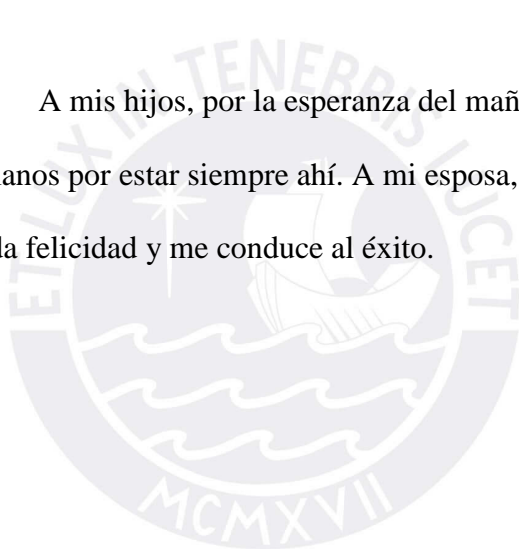 A mis hijos, por la esperanza del mañ
anos por estar siempre ahí. A mi esposa,
da felicidad y me conduce al éxito.
ET LUX IN TENEBRIS LUCET
MCMXVII